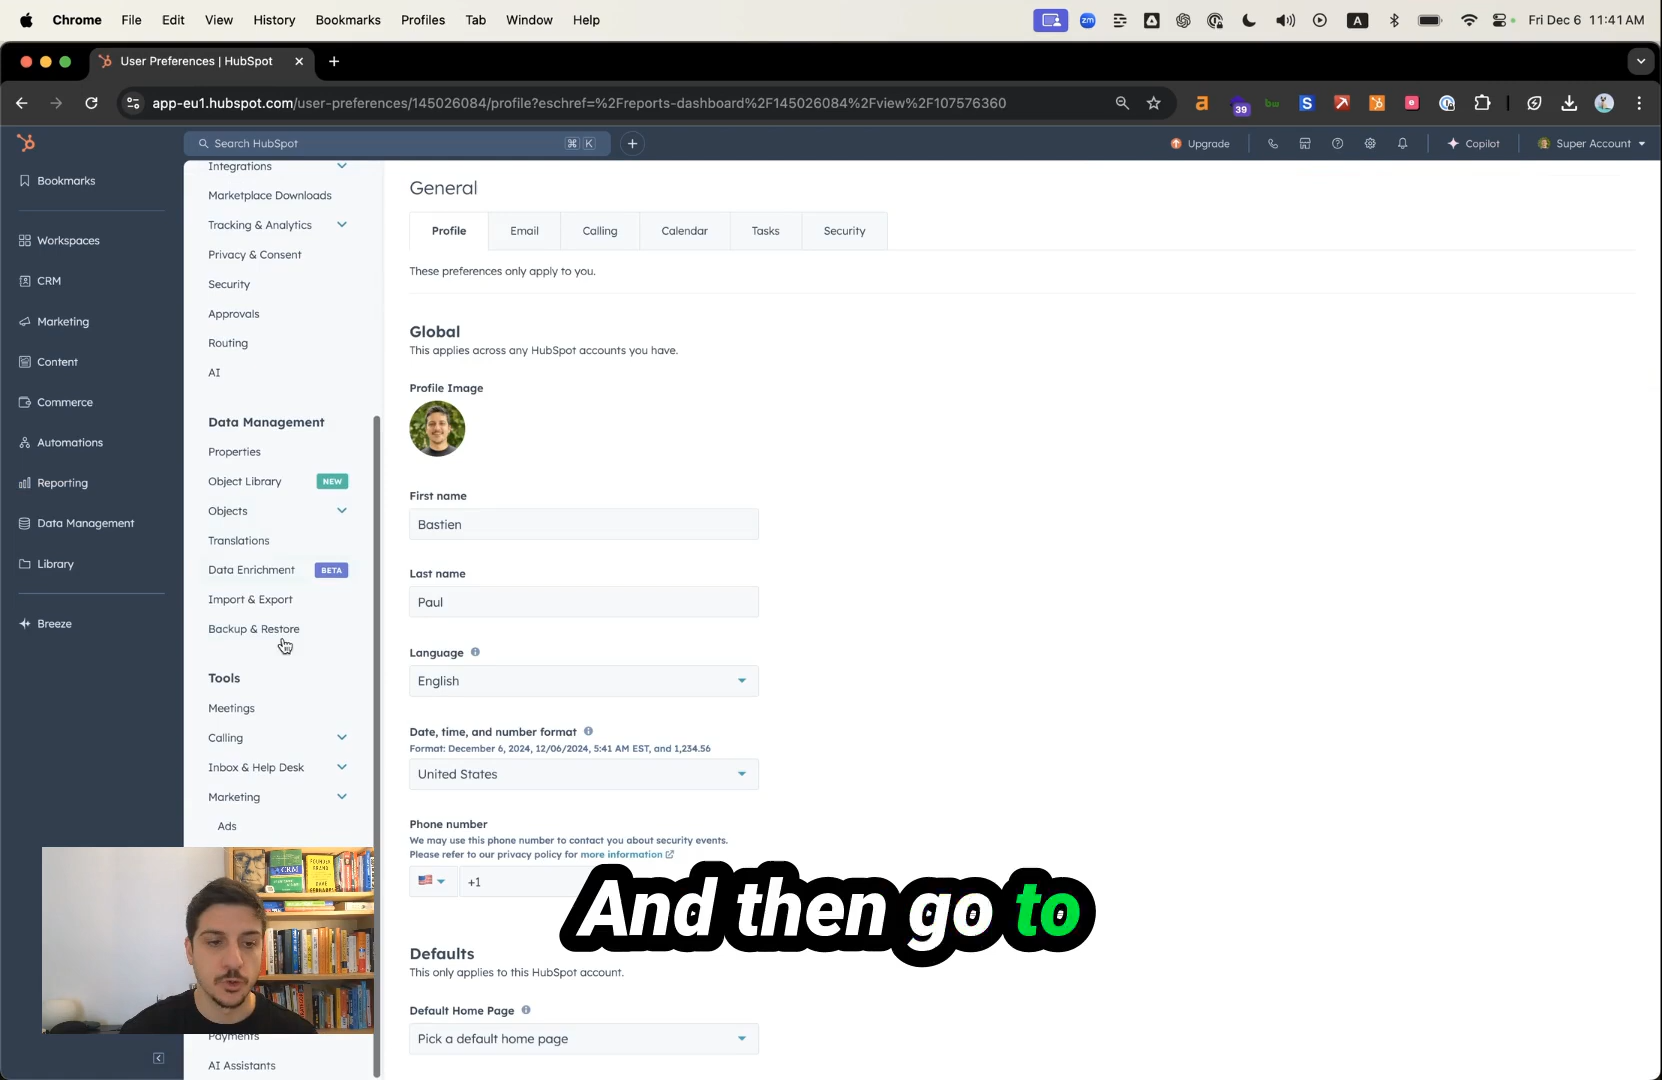 Chrome File Edit View History Bookmarks Profiles Tab Window Help
zm A Fri Dec 6 11:41 AM
User Preferences | HubSpot
app-eu1.hubspot.com/user-preferences/145026084/profile?eschref=%2Freports-dashboard%2F145026084%2Fview%2F107576360
a 39 bw S
Search HubSpot ⌘ K
Upgrade
Copilot
Super Account
Bookmarks
Workspaces
CRM
Marketing
Content
Commerce
Automations
Reporting
Data Management
Library
Breeze
Integrations
Marketplace Downloads
Tracking & Analytics
Privacy & Consent
Security
Approvals
Routing
AI
Data Management
Properties
Object Library NEW
Objects
Translations
Data Enrichment BETA
Import & Export
Backup & Restore
Tools
Meetings
Calling
Inbox & Help Desk
Marketing
Ads
Payments
AI Assistants
General
Profile Email Calling Calendar Tasks Security
These preferences only apply to you.
Global
This applies across any HubSpot accounts you have.
Profile Image
First name
Bastien
Last name
Paul
Language
English
Date, time, and number format
Format: December 6, 2024, 12/06/2024, 5:41 AM EST, and 1,234.56
United States
Phone number
We may use this phone number to contact you about security events.
Please refer to our privacy policy for more information
+1
And then go to
Defaults
This only applies to this HubSpot account.
Default Home Page
Pick a default home page
CRM